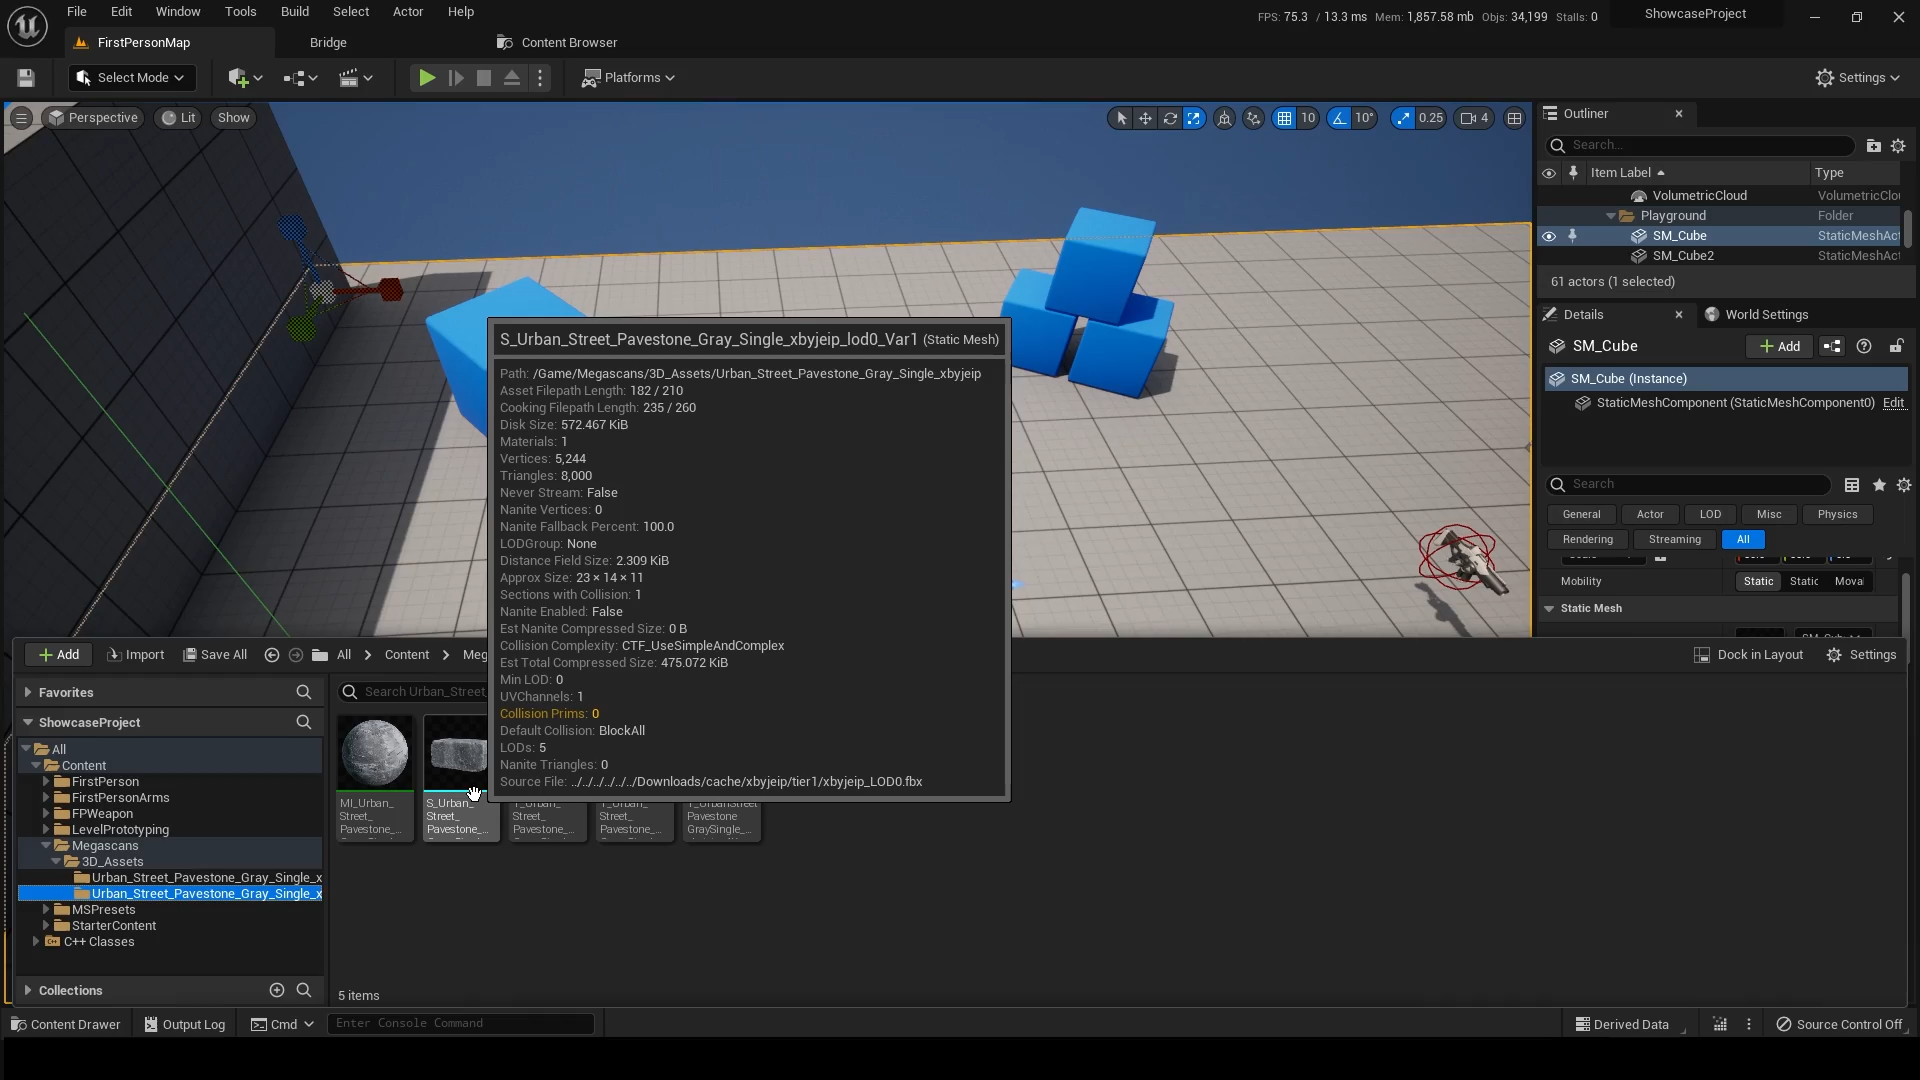 File Edit Window Tools Build Select Actor Help
FPS: 75.3 / 13.3 ms Mem: 1,857.58 mb Objs: 34,199 Stalls: 0
ShowcaseProject
FirstPersonMap
Bridge
Content Browser
Select Mode
Platforms
Settings
Perspective
Lit
Show
10
10°
0.25
4
Outliner
Search...
Item Label
Type
VolumetricCloud
VolumetricClo
Playground
Folder
SM_Cube
StaticMeshAct
SM_Cube2
StaticMeshAct
61 actors (1 selected)
Details
World Settings
SM_Cube
Add
SM_Cube (Instance)
StaticMeshComponent (StaticMeshComponent0)
Edit
Search
General
Actor
LOD
Misc
Physics
Rendering
Streaming
All
Mobility
Static
Static
Moval
Static Mesh
S_Urban_Street_Pavestone_Gray_Single_xbyjeip_lod0_Var1 (Static Mesh)
Path: /Game/Megascans/3D_Assets/Urban_Street_Pavestone_Gray_Single_xbyjeip
Asset Filepath Length: 182 / 210
Cooking Filepath Length: 235 / 260
Disk Size: 572.467 KiB
Materials: 1
Vertices: 5,244
Triangles: 8,000
Never Stream: False
Nanite Vertices: 0
Nanite Fallback Percent: 100.0
LODGroup: None
Distance Field Size: 2.309 KiB
Approx Size: 23 × 14 × 11
Sections with Collision: 1
Nanite Enabled: False
Est Nanite Compressed Size: 0 B
Collision Complexity: CTF_UseSimpleAndComplex
Est Total Compressed Size: 475.072 KiB
Min LOD: 0
UVChannels: 1
Collision Prims: 0
Default Collision: BlockAll
LODs: 5
Nanite Triangles: 0
Source File: ../../../../../../Downloads/cache/xbyjeip/tier1/xbyjeip_LOD0.fbx
Add
Import
Save All
All
Content
Meg
Dock in Layout
Settings
Favorites
ShowcaseProject
All
Content
FirstPerson
FirstPersonArms
FPWeapon
LevelPrototyping
Megascans
3D_Assets
Urban_Street_Pavestone_Gray_Single_x
Urban_Street_Pavestone_Gray_Single_x
MSPresets
StarterContent
C++ Classes
Collections
Search Urban_Street_
MI_Urban_
Street_
Pavestone_...
S_Urban_
Street_
Pavestone_...
T_Urban_
Street_
Pavestone_...
T_Urban_
Street_
Pavestone_...
T_UrbanStreet
Pavestone
GraySingle_...
5 items
Content Drawer
Output Log
Cmd
Enter Console Command
Derived Data
Source Control Off